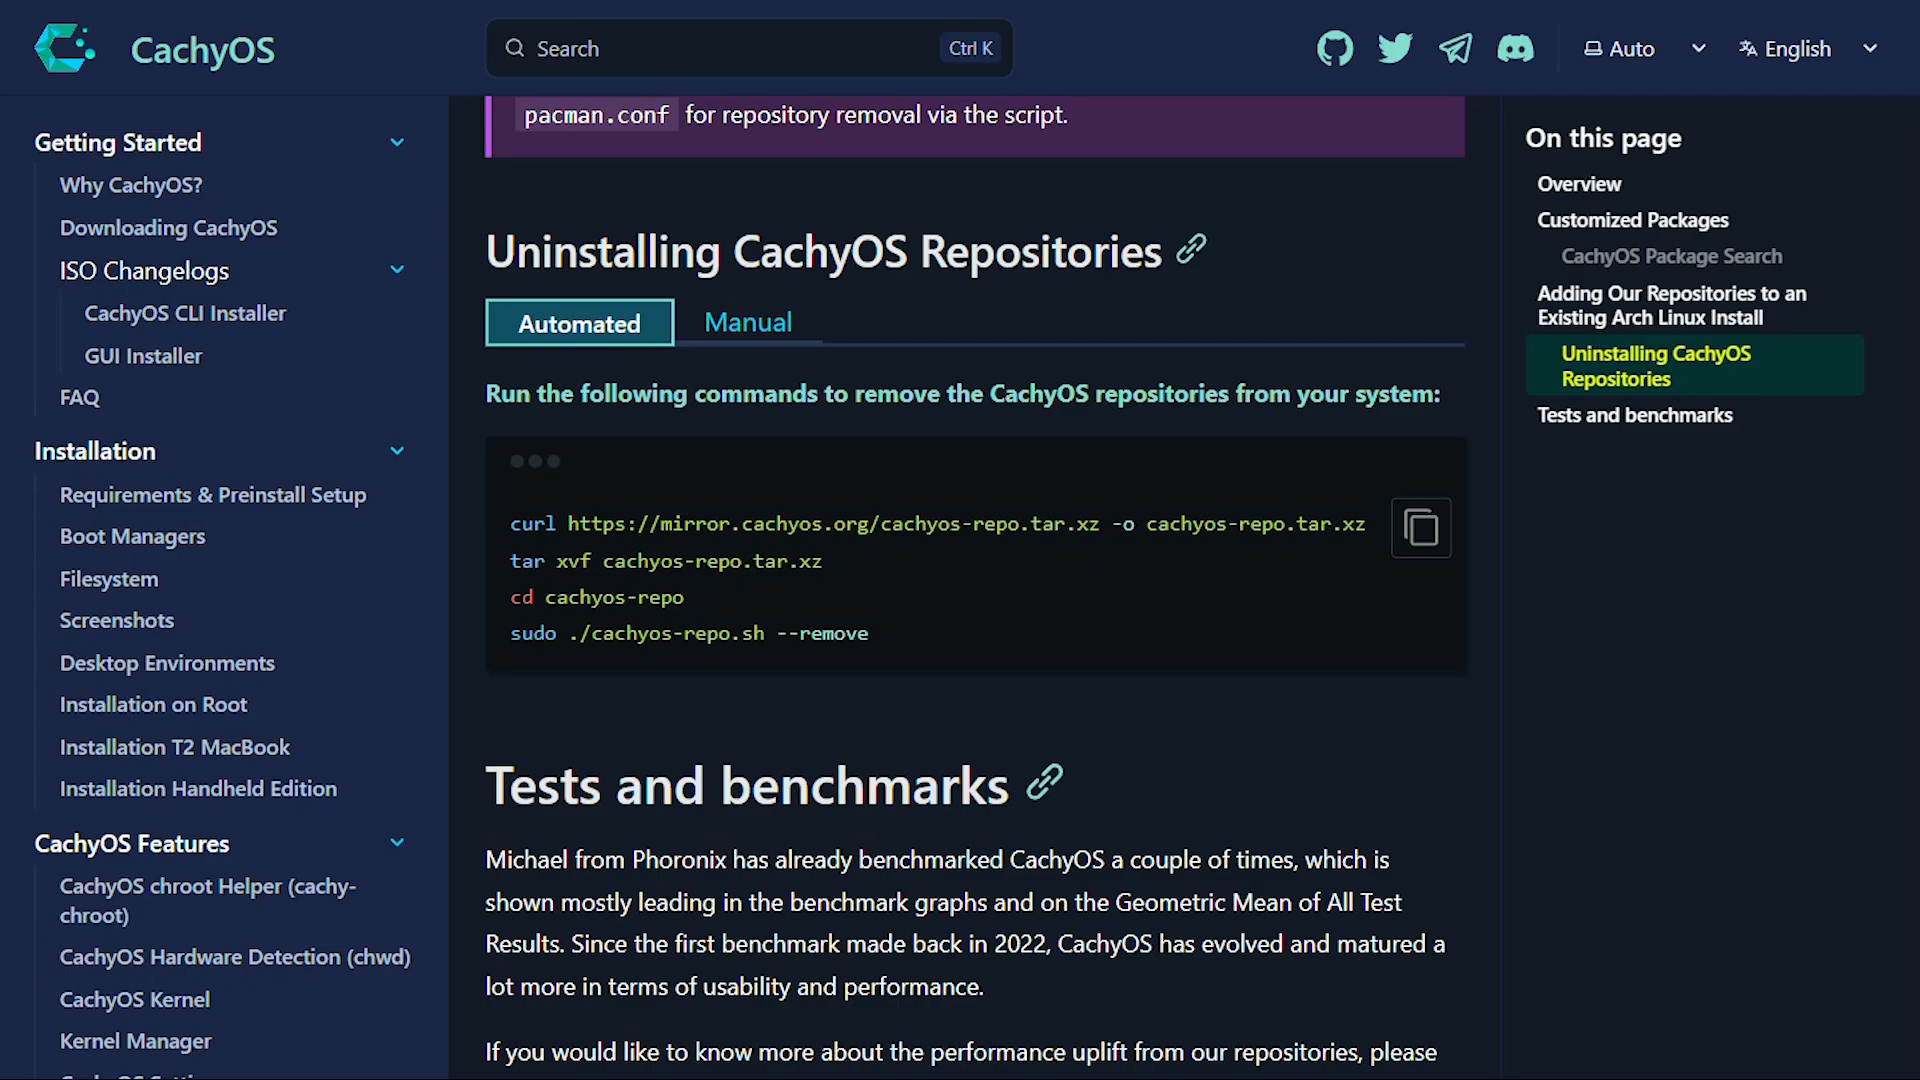 CachyOS
Search
Ctrl K
Auto
English
Getting Started
Why CachyOS?
Downloading CachyOS
ISO Changelogs
CachyOS CLI Installer
GUI Installer
FAQ
Installation
Requirements & Preinstall Setup
Boot Managers
Filesystem
Screenshots
Desktop Environments
Installation on Root
Installation T2 MacBook
Installation Handheld Edition
CachyOS Features
CachyOS chroot Helper (cachy-
chroot)
CachyOS Hardware Detection (chwd)
CachyOS Kernel
Kernel Manager
pacman.conf for repository removal via the script.
Uninstalling CachyOS Repositories
Automated
Manual
Run the following commands to remove the CachyOS repositories from your system:
curl https://mirror.cachyos.org/cachyos-repo.tar.xz -o cachyos-repo.tar.xz
tar xvf cachyos-repo.tar.xz
cd cachyos-repo
sudo ./cachyos-repo.sh --remove
Tests and benchmarks
Michael from Phoronix has already benchmarked CachyOS a couple of times, which is
shown mostly leading in the benchmark graphs and on the Geometric Mean of All Test
Results. Since the first benchmark made back in 2022, CachyOS has evolved and matured a
lot more in terms of usability and performance.
If you would like to know more about the performance uplift from our repositories, please
On this page
Overview
Customized Packages
CachyOS Package Search
Adding Our Repositories to an
Existing Arch Linux Install
Uninstalling CachyOS
Repositories
Tests and benchmarks